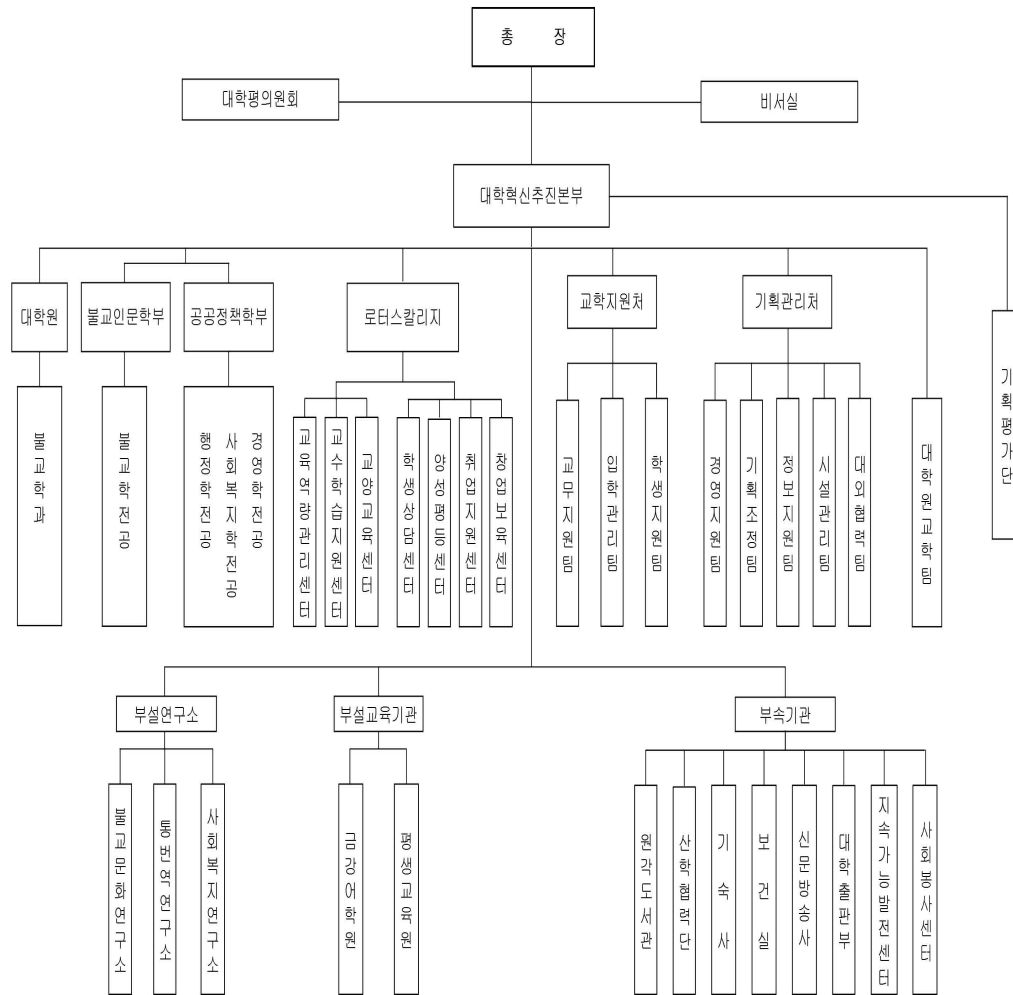 총 장
대학평의원회
비서실
대학혁신추진본부
대학원
불교인문학부
공공정책학부
로터스칼리지
교학지원처
기획관리처
기획평가단
불교학과
불교학전공
행정학전공
사회복지학전공
경영학전공
교육역량관리센터
교수학습지원센터
교양교육센터
학생상담센터
양성평등센터
취업지원센터
창업보육센터
교무지원팀
입학관리팀
학생지원팀
경영지원팀
기획조정팀
정보지원팀
시설관리팀
대외협력팀
대학원교학팀
부설연구소
부설교육기관
부속기관
불교문화연구소
통번역연구소
사회복지연구소
금강어학원
평생교육원
원각도서관
산학협력단
기숙사
보건실
신문방송사
대학출판부
지속가능발전센터
사회봉사센터